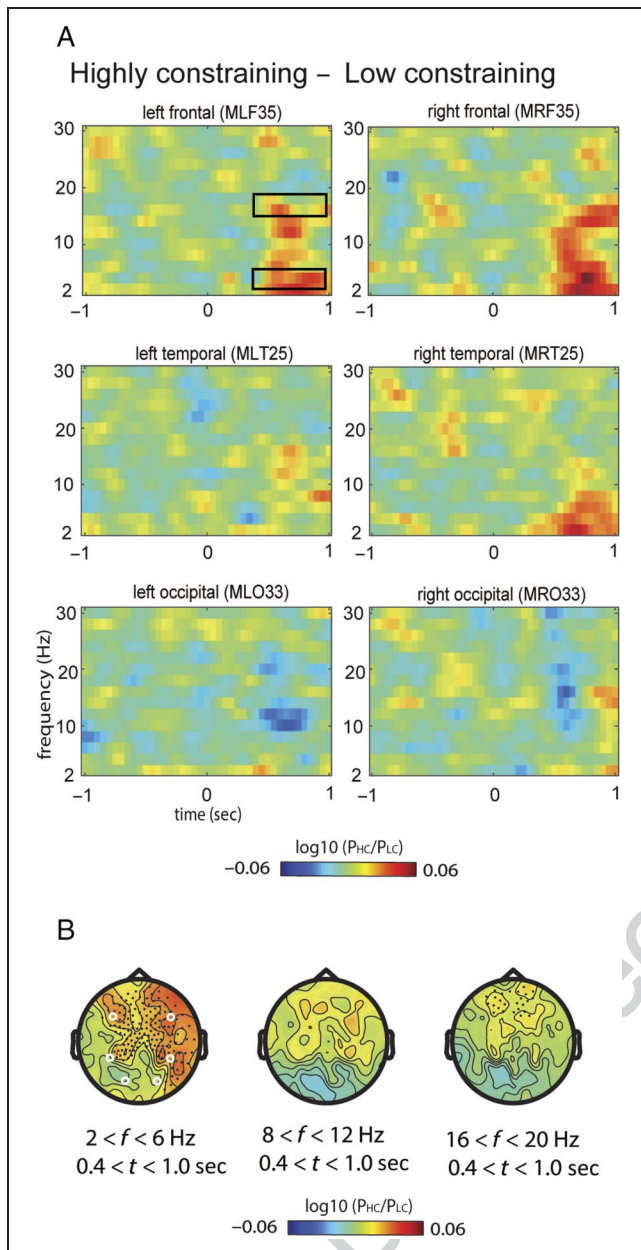 A
Highly constraining – Low constraining
left frontal (MLF35)
right frontal (MRF35)
30
20
10
2
−1
0
1
30
20
10
2
−1
0
1
left temporal (MLT25)
right temporal (MRT25)
30
20
10
2
−1
0
1
30
20
10
2
−1
0
1
left occipital (MLO33)
right occipital (MRO33)
frequency (Hz)
30
20
10
2
−1
0
1
time (sec)
30
20
10
2
−1
0
1
log10 (PHC/PLC)
−0.06
0.06
B
2 < f < 6 Hz
0.4 < t < 1.0 sec
8 < f < 12 Hz
0.4 < t < 1.0 sec
16 < f < 20 Hz
0.4 < t < 1.0 sec
log10 (PHC/PLC)
-0.06
0.06